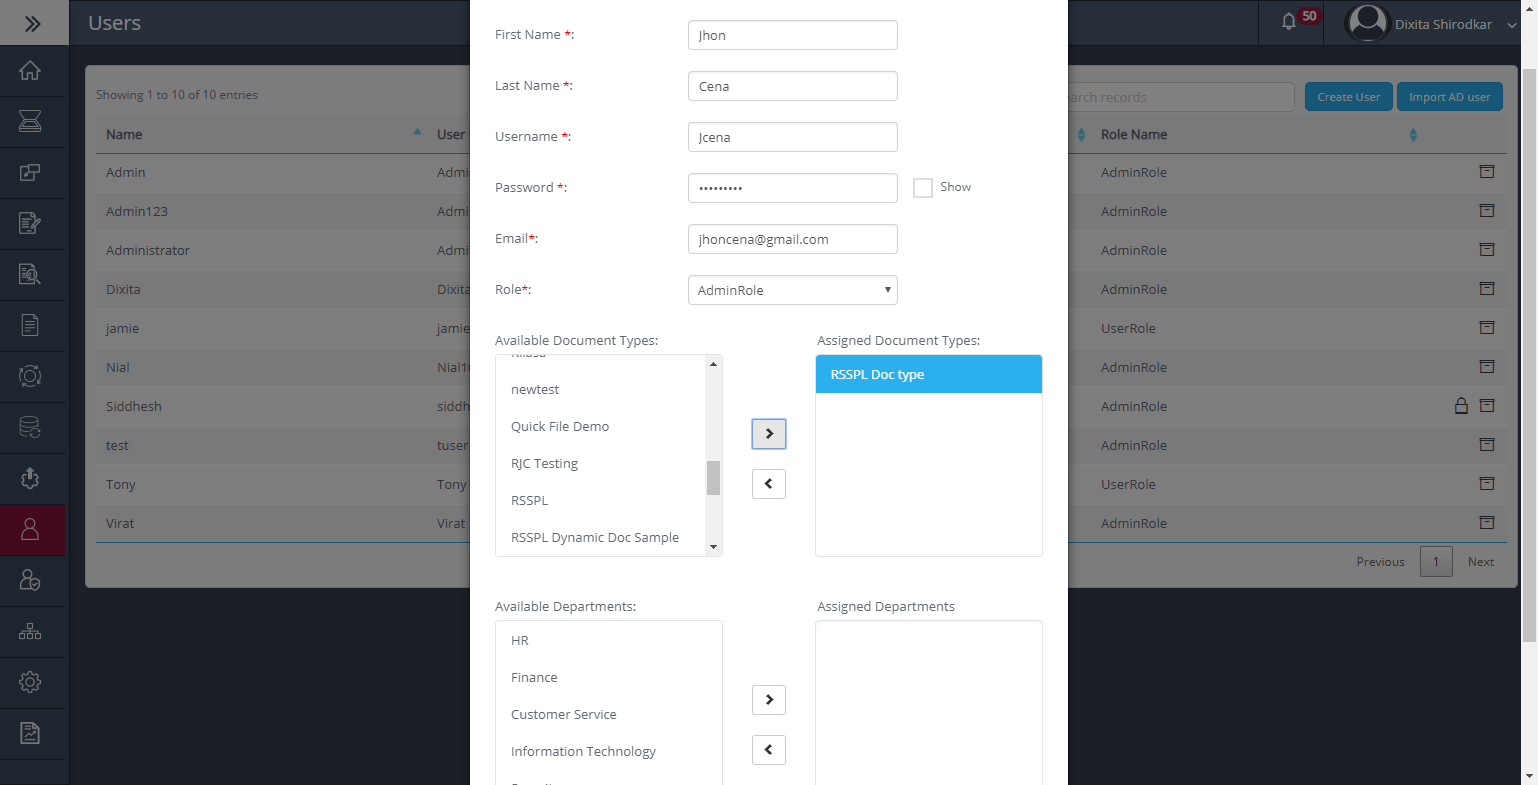 Users
50
Dixita Shirodkar
First Name *:
Jhon
Last Name *:
Cena
Username *:
Jcena
Password *:
•••••••••
Show
Email*:
jhoncena@gmail.com
Role*:
AdminRole
Available Document Types:
newtest
Quick File Demo
RJC Testing
RSSPL
RSSPL Dynamic Doc Sample
Assigned Document Types:
RSSPL Doc type
Available Departments:
HR
Finance
Customer Service
Information Technology
Assigned Departments
Showing 1 to 10 of 10 entries
arch records
Create User
Import AD user
Name User Role Name
Admin Admi AdminRole
Admin123 Admi AdminRole
Administrator Admi AdminRole
Dixita Dixita AdminRole
jamie jamie UserRole
Nial Nial1 AdminRole
Siddhesh siddh AdminRole
test tuser AdminRole
Tony Tony UserRole
Virat Virat AdminRole
Previous 1 Next